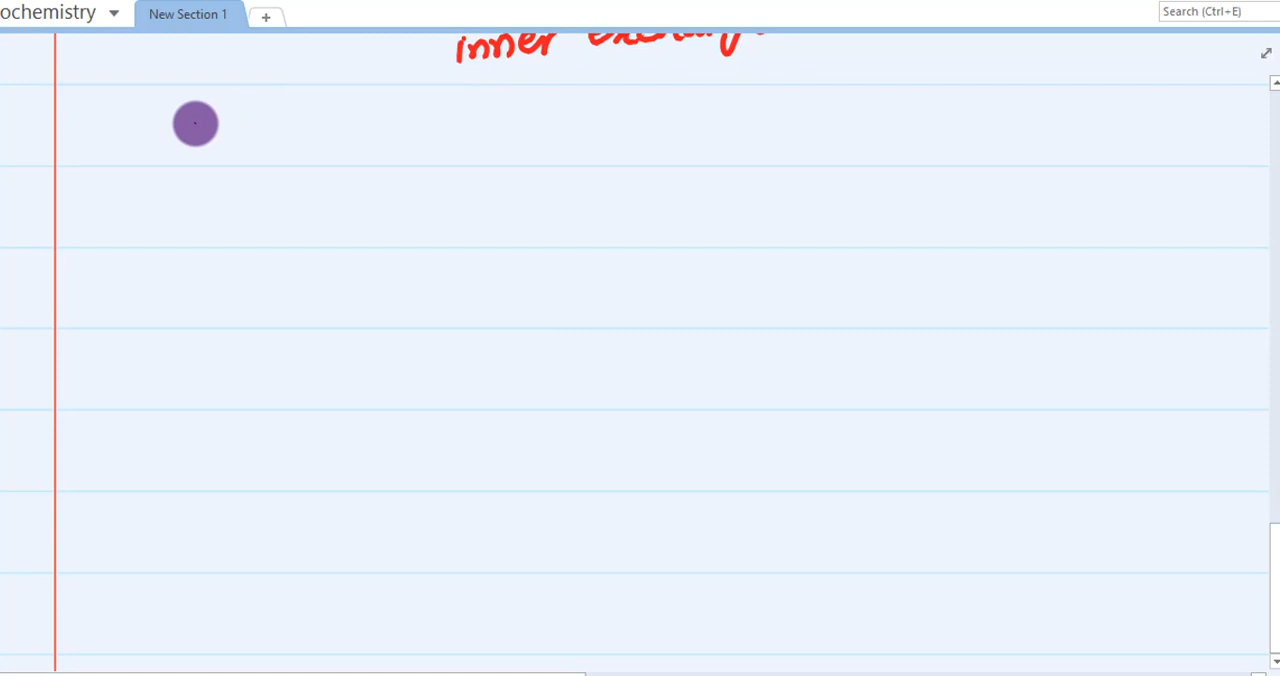 ochemistry
New Section 1
+
Search (Ctrl+E)
inner